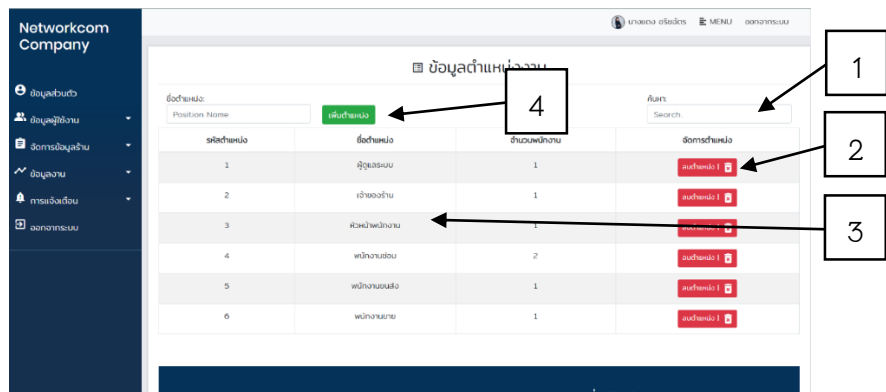 Networkcom
Company
นางแดง อริยฉัตร MENU ออกจากระบบ
ข้อมูลส่วนตัว
ข้อมูลผู้ใช้งาน
จัดการข้อมูลร้าน
ข้อมูลงาน
การแจ้งเตือน
ออกจากระบบ
ข้อมูลตำแหน่งงาน
ชื่อตำแหน่ง:
Position Name
เพิ่มตำแหน่ง
ค้นหา:
Search..
รหัสตำแหน่ง ชื่อตำแหน่ง จำนวนพนักงาน จัดการตำแหน่ง
1 ผู้ดูแลระบบ 1 ลบตำแหน่ง |
2 เจ้าของร้าน 1 ลบตำแหน่ง |
3 หัวหน้าพนักงาน 1 ลบตำแหน่ง |
4 พนักงานซ่อม 2 ลบตำแหน่ง |
5 พนักงานขนส่ง 1 ลบตำแหน่ง |
6 พนักงานขาย 1 ลบตำแหน่ง |
1
2
3
4